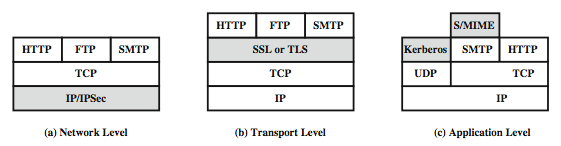 HTTP FTP SMTP
TCP
IP/IPSec
(a) Network Level
HTTP FTP SMTP
SSL or TLS
TCP
IP
(b) Transport Level
S/MIME
Kerberos SMTP HTTP
UDP TCP
IP
(c) Application Level